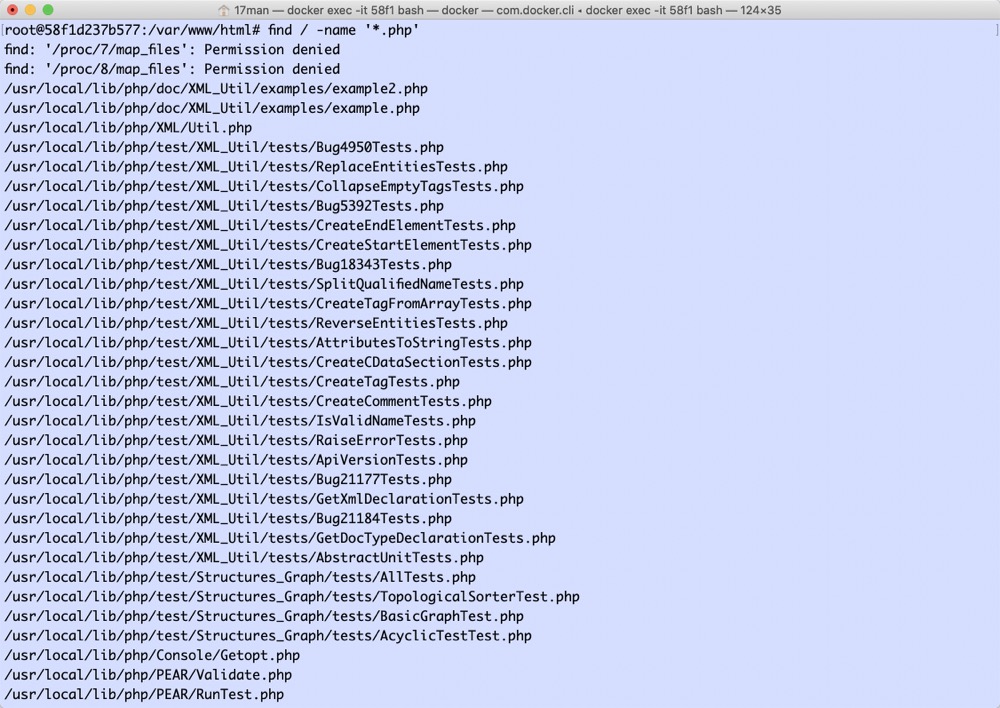 17man — docker exec -it 58f1 bash — docker — com.docker.cli ◂ docker exec -it 58f1 bash — 124×35
[root@58f1d237b577:/var/www/html# find / -name '*.php' ]
find: '/proc/7/map_files': Permission denied
find: '/proc/8/map_files': Permission denied
/usr/local/lib/php/doc/XML_Util/examples/example2.php
/usr/local/lib/php/doc/XML_Util/examples/example.php
/usr/local/lib/php/XML/Util.php
/usr/local/lib/php/test/XML_Util/tests/Bug4950Tests.php
/usr/local/lib/php/test/XML_Util/tests/ReplaceEntitiesTests.php
/usr/local/lib/php/test/XML_Util/tests/CollapseEmptyTagsTests.php
/usr/local/lib/php/test/XML_Util/tests/Bug5392Tests.php
/usr/local/lib/php/test/XML_Util/tests/CreateEndElementTests.php
/usr/local/lib/php/test/XML_Util/tests/CreateStartElementTests.php
/usr/local/lib/php/test/XML_Util/tests/Bug18343Tests.php
/usr/local/lib/php/test/XML_Util/tests/SplitQualifiedNameTests.php
/usr/local/lib/php/test/XML_Util/tests/CreateTagFromArrayTests.php
/usr/local/lib/php/test/XML_Util/tests/ReverseEntitiesTests.php
/usr/local/lib/php/test/XML_Util/tests/AttributesToStringTests.php
/usr/local/lib/php/test/XML_Util/tests/CreateCDataSectionTests.php
/usr/local/lib/php/test/XML_Util/tests/CreateTagTests.php
/usr/local/lib/php/test/XML_Util/tests/CreateCommentTests.php
/usr/local/lib/php/test/XML_Util/tests/IsValidNameTests.php
/usr/local/lib/php/test/XML_Util/tests/RaiseErrorTests.php
/usr/local/lib/php/test/XML_Util/tests/ApiVersionTests.php
/usr/local/lib/php/test/XML_Util/tests/Bug21177Tests.php
/usr/local/lib/php/test/XML_Util/tests/GetXmlDeclarationTests.php
/usr/local/lib/php/test/XML_Util/tests/Bug21184Tests.php
/usr/local/lib/php/test/XML_Util/tests/GetDocTypeDeclarationTests.php
/usr/local/lib/php/test/XML_Util/tests/AbstractUnitTests.php
/usr/local/lib/php/test/Structures_Graph/tests/AllTests.php
/usr/local/lib/php/test/Structures_Graph/tests/TopologicalSorterTest.php
/usr/local/lib/php/test/Structures_Graph/tests/BasicGraphTest.php
/usr/local/lib/php/test/Structures_Graph/tests/AcyclicTestTest.php
/usr/local/lib/php/Console/Getopt.php
/usr/local/lib/php/PEAR/Validate.php
/usr/local/lib/php/PEAR/RunTest.php